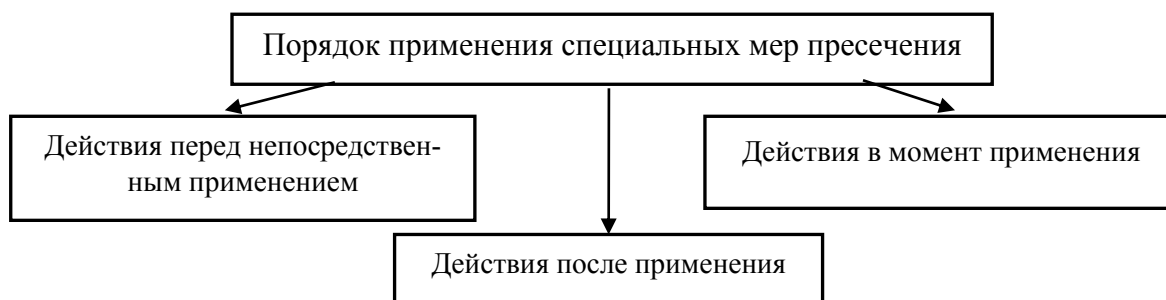 Порядок применения специальных мер пресечения
Действия перед непосредствен-
ным применением
Действия в момент применения
Действия после применения